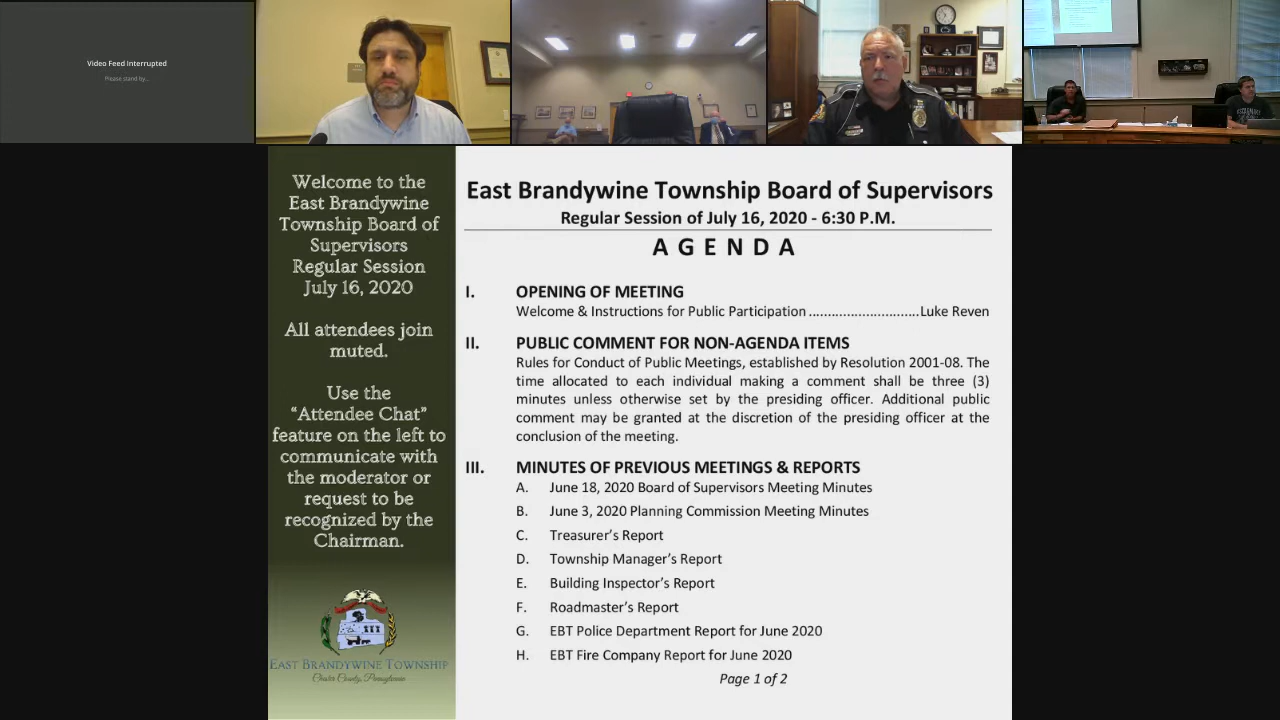 Video Feed Interrupted
Please stand by...
Welcome to the
East Brandywine
Township Board of
Supervisors
Regular Session
July 16, 2020
All attendees join
muted.
Use the
“Attendee Chat”
feature on the left to
communicate with
the moderator or
request to be
recognized by the
Chairman.
EAST BRANDYWINE TOWNSHIP
Chester County, Pennsylvania
East Brandywine Township Board of Supervisors
Regular Session of July 16, 2020 - 6:30 P.M.
A G E N D A
I. OPENING OF MEETING
Welcome & Instructions for Public Participation ............................Luke Reven
II. PUBLIC COMMENT FOR NON-AGENDA ITEMS
Rules for Conduct of Public Meetings, established by Resolution 2001-08. The
time allocated to each individual making a comment shall be three (3)
minutes unless otherwise set by the presiding officer. Additional public
comment may be granted at the discretion of the presiding officer at the
conclusion of the meeting.
III. MINUTES OF PREVIOUS MEETINGS & REPORTS
A. June 18, 2020 Board of Supervisors Meeting Minutes
B. June 3, 2020 Planning Commission Meeting Minutes
C. Treasurer’s Report
D. Township Manager’s Report
E. Building Inspector’s Report
F. Roadmaster’s Report
G. EBT Police Department Report for June 2020
H. EBT Fire Company Report for June 2020
Page 1 of 2